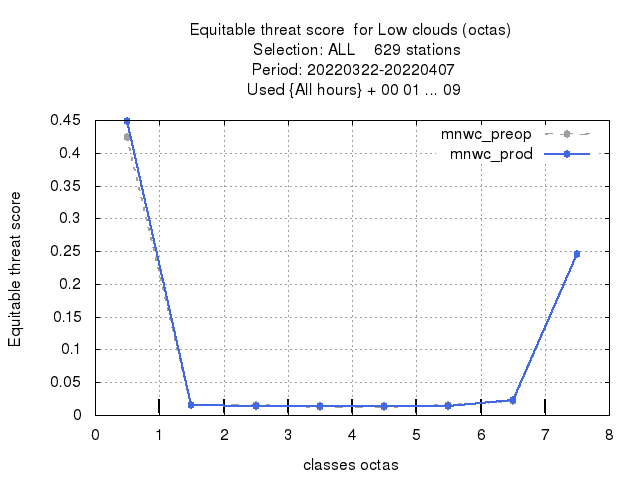 Equitable threat score  for Low clouds (octas)
Selection: ALL    629 stations
Period: 20220322-20220407
Used {All hours} + 00 01 ... 09
mnwc_preop
mnwc_prod
Equitable threat score
0.45
0.4
0.35
0.3
0.25
0.2
0.15
0.1
0.05
0
0 1 2 3 4 5 6 7 8
classes octas